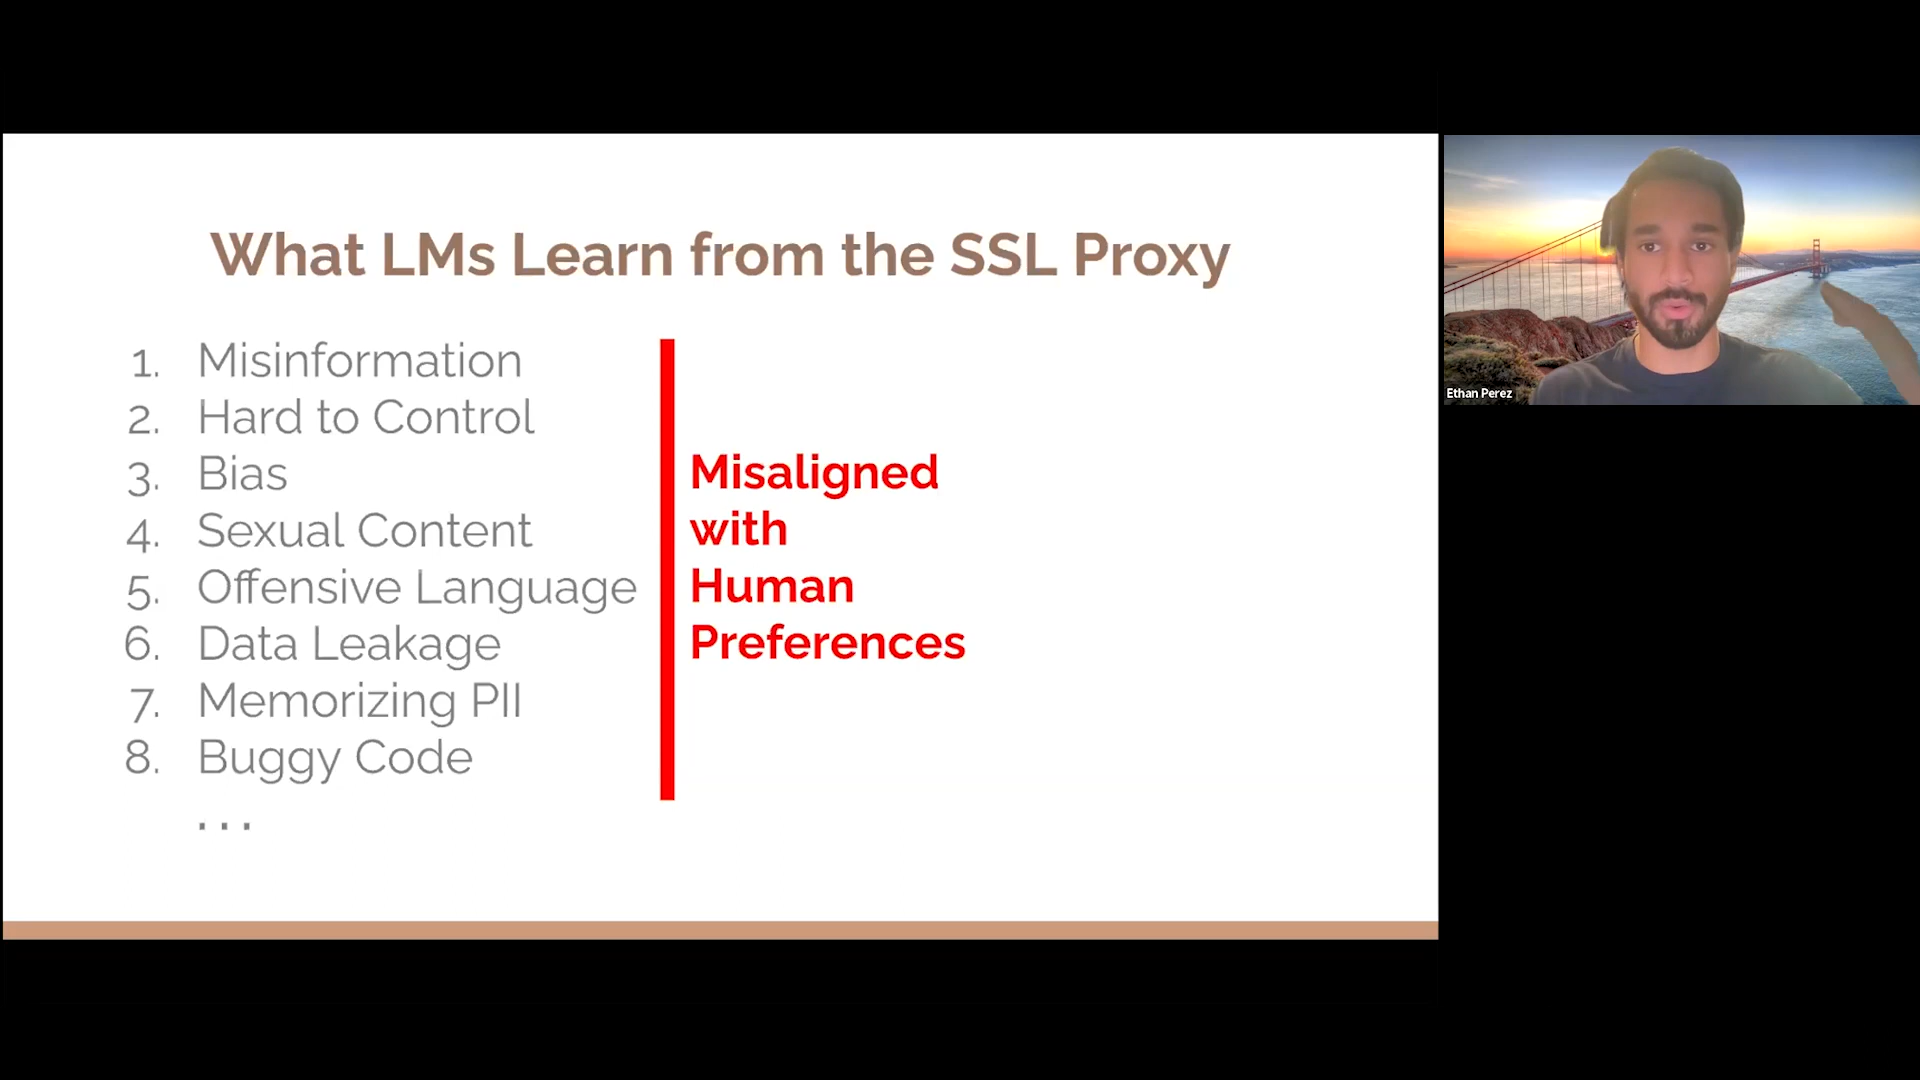 What LMs Learn from the SSL Proxy
1. Misinformation
2. Hard to Control
3. Bias
4. Sexual Content
5. Offensive Language
6. Data Leakage
7. Memorizing PII
8. Buggy Code
...
Misaligned
with
Human
Preferences
Ethan Perez